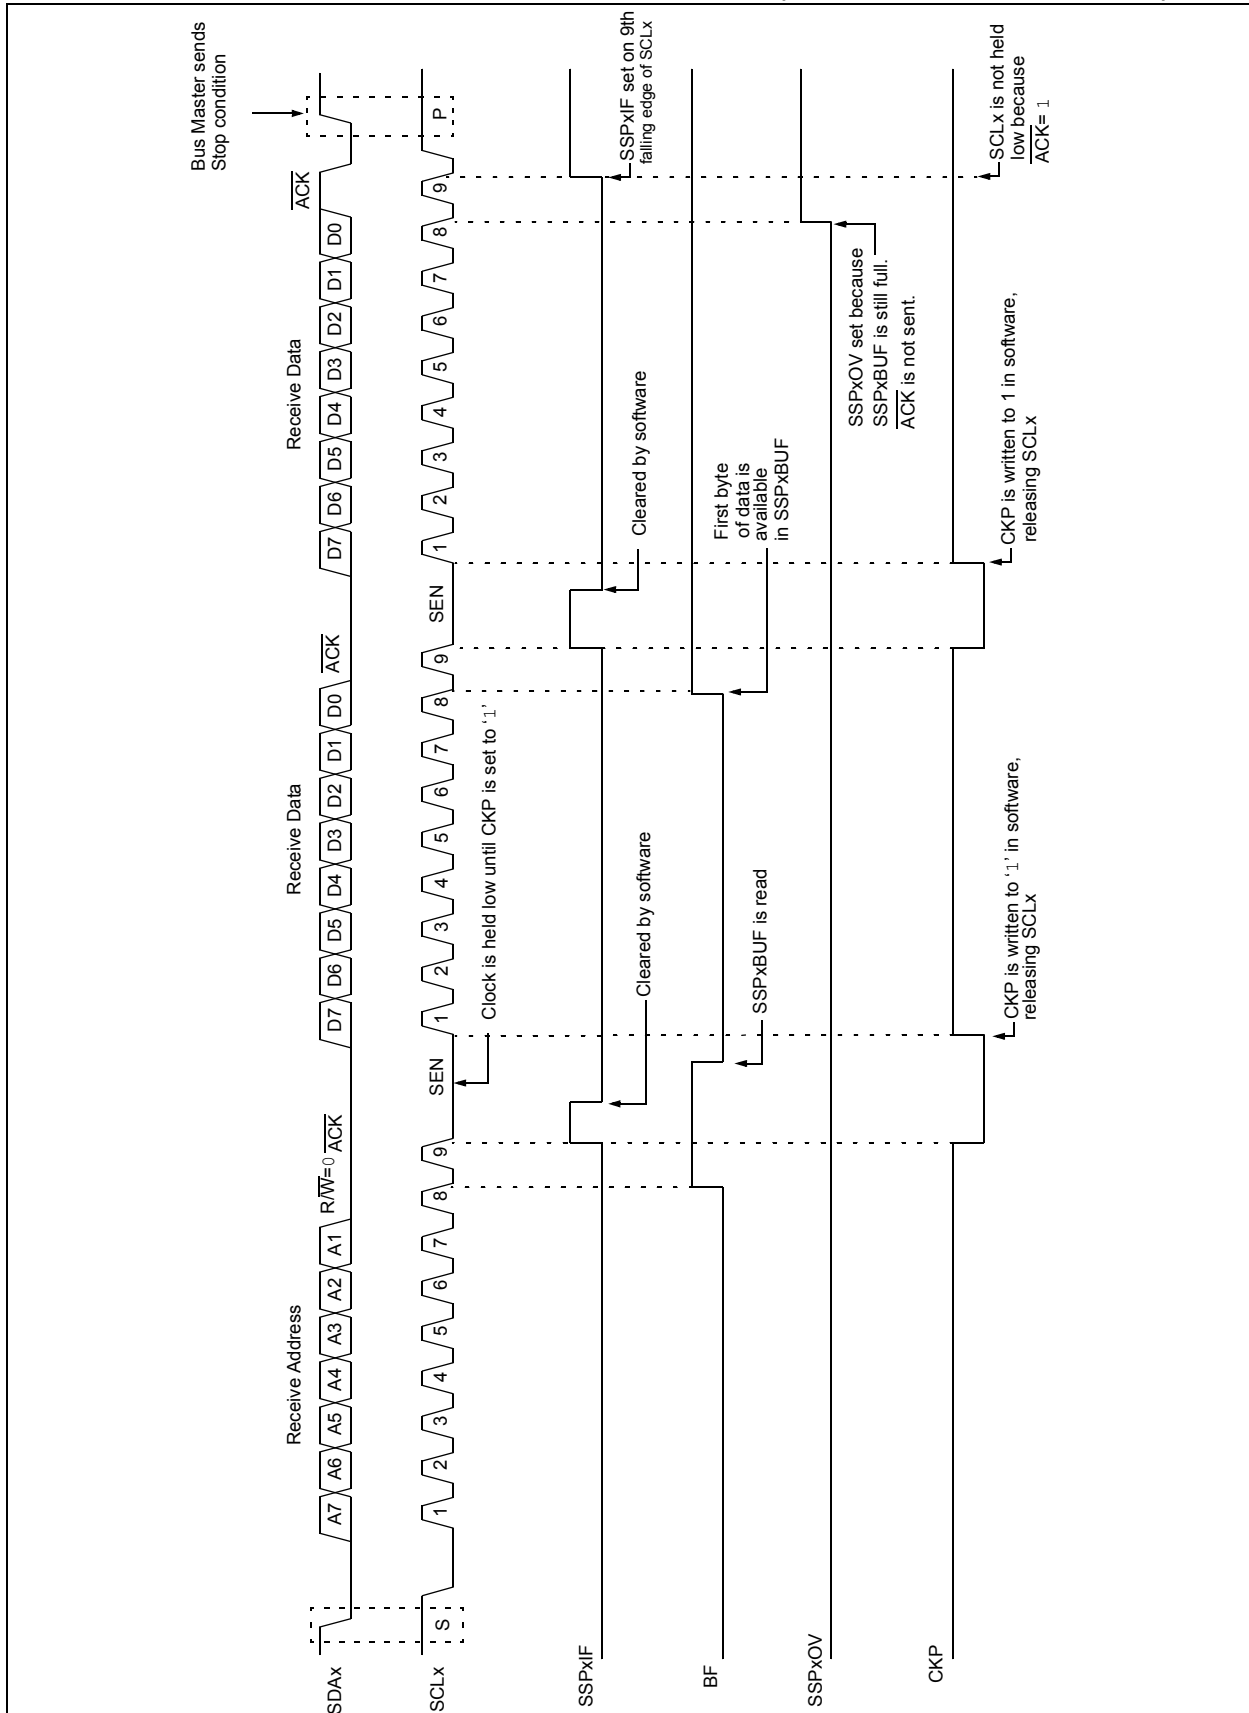 Bus Master sends
Stop condition
Receive Address
Receive Data
Receive Data
SDAx
A7 A6 A5 A4 A3 A2 A1 R/W=0 ACK D7 D6 D5 D4 D3 D2 D1 D0 ACK D7 D6 D5 D4 D3 D2 D1 D0 ACK
SCLx
S 1 2 3 4 5 6 7 8 9 SEN 1 2 3 4 5 6 7 8 9 SEN 1 2 3 4 5 6 7 8 9 P
Clock is held low until CKP is set to ‘1’
SSPxIF
Cleared by software
Cleared by software
SSPxIF set on 9th
falling edge of SCLx
BF
SSPxBUF is read
First byte
of data is
available
in SSPxBUF
SSPxOV
SSPxOV set because
SSPxBUF is still full.
ACK is not sent.
CKP
CKP is written to ‘1’ in software,
releasing SCLx
CKP is written to 1 in software,
releasing SCLx
SCLx is not held
low because
ACK= 1